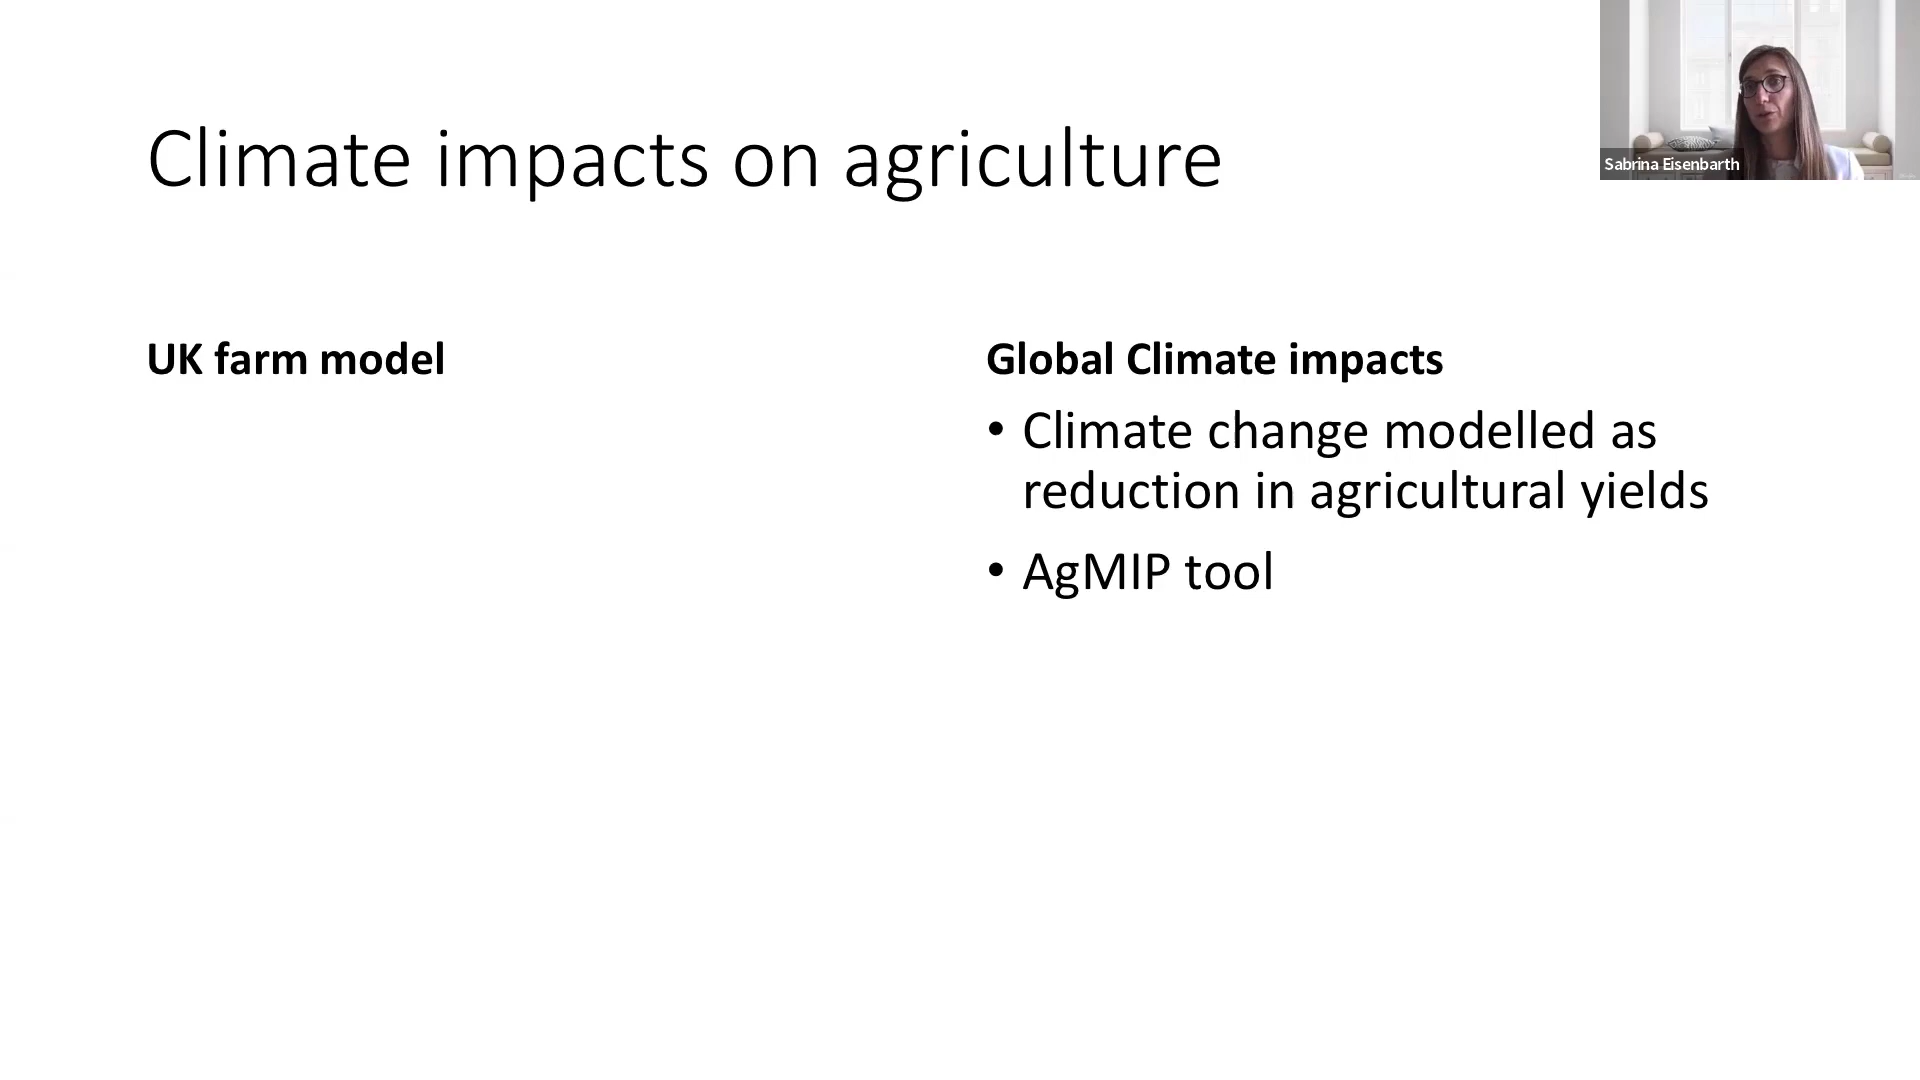 Climate impacts on agriculture
Sabrina Eisenbarth
UK farm model
Global Climate impacts
• Climate change modelled as
reduction in agricultural yields
• AgMIP tool